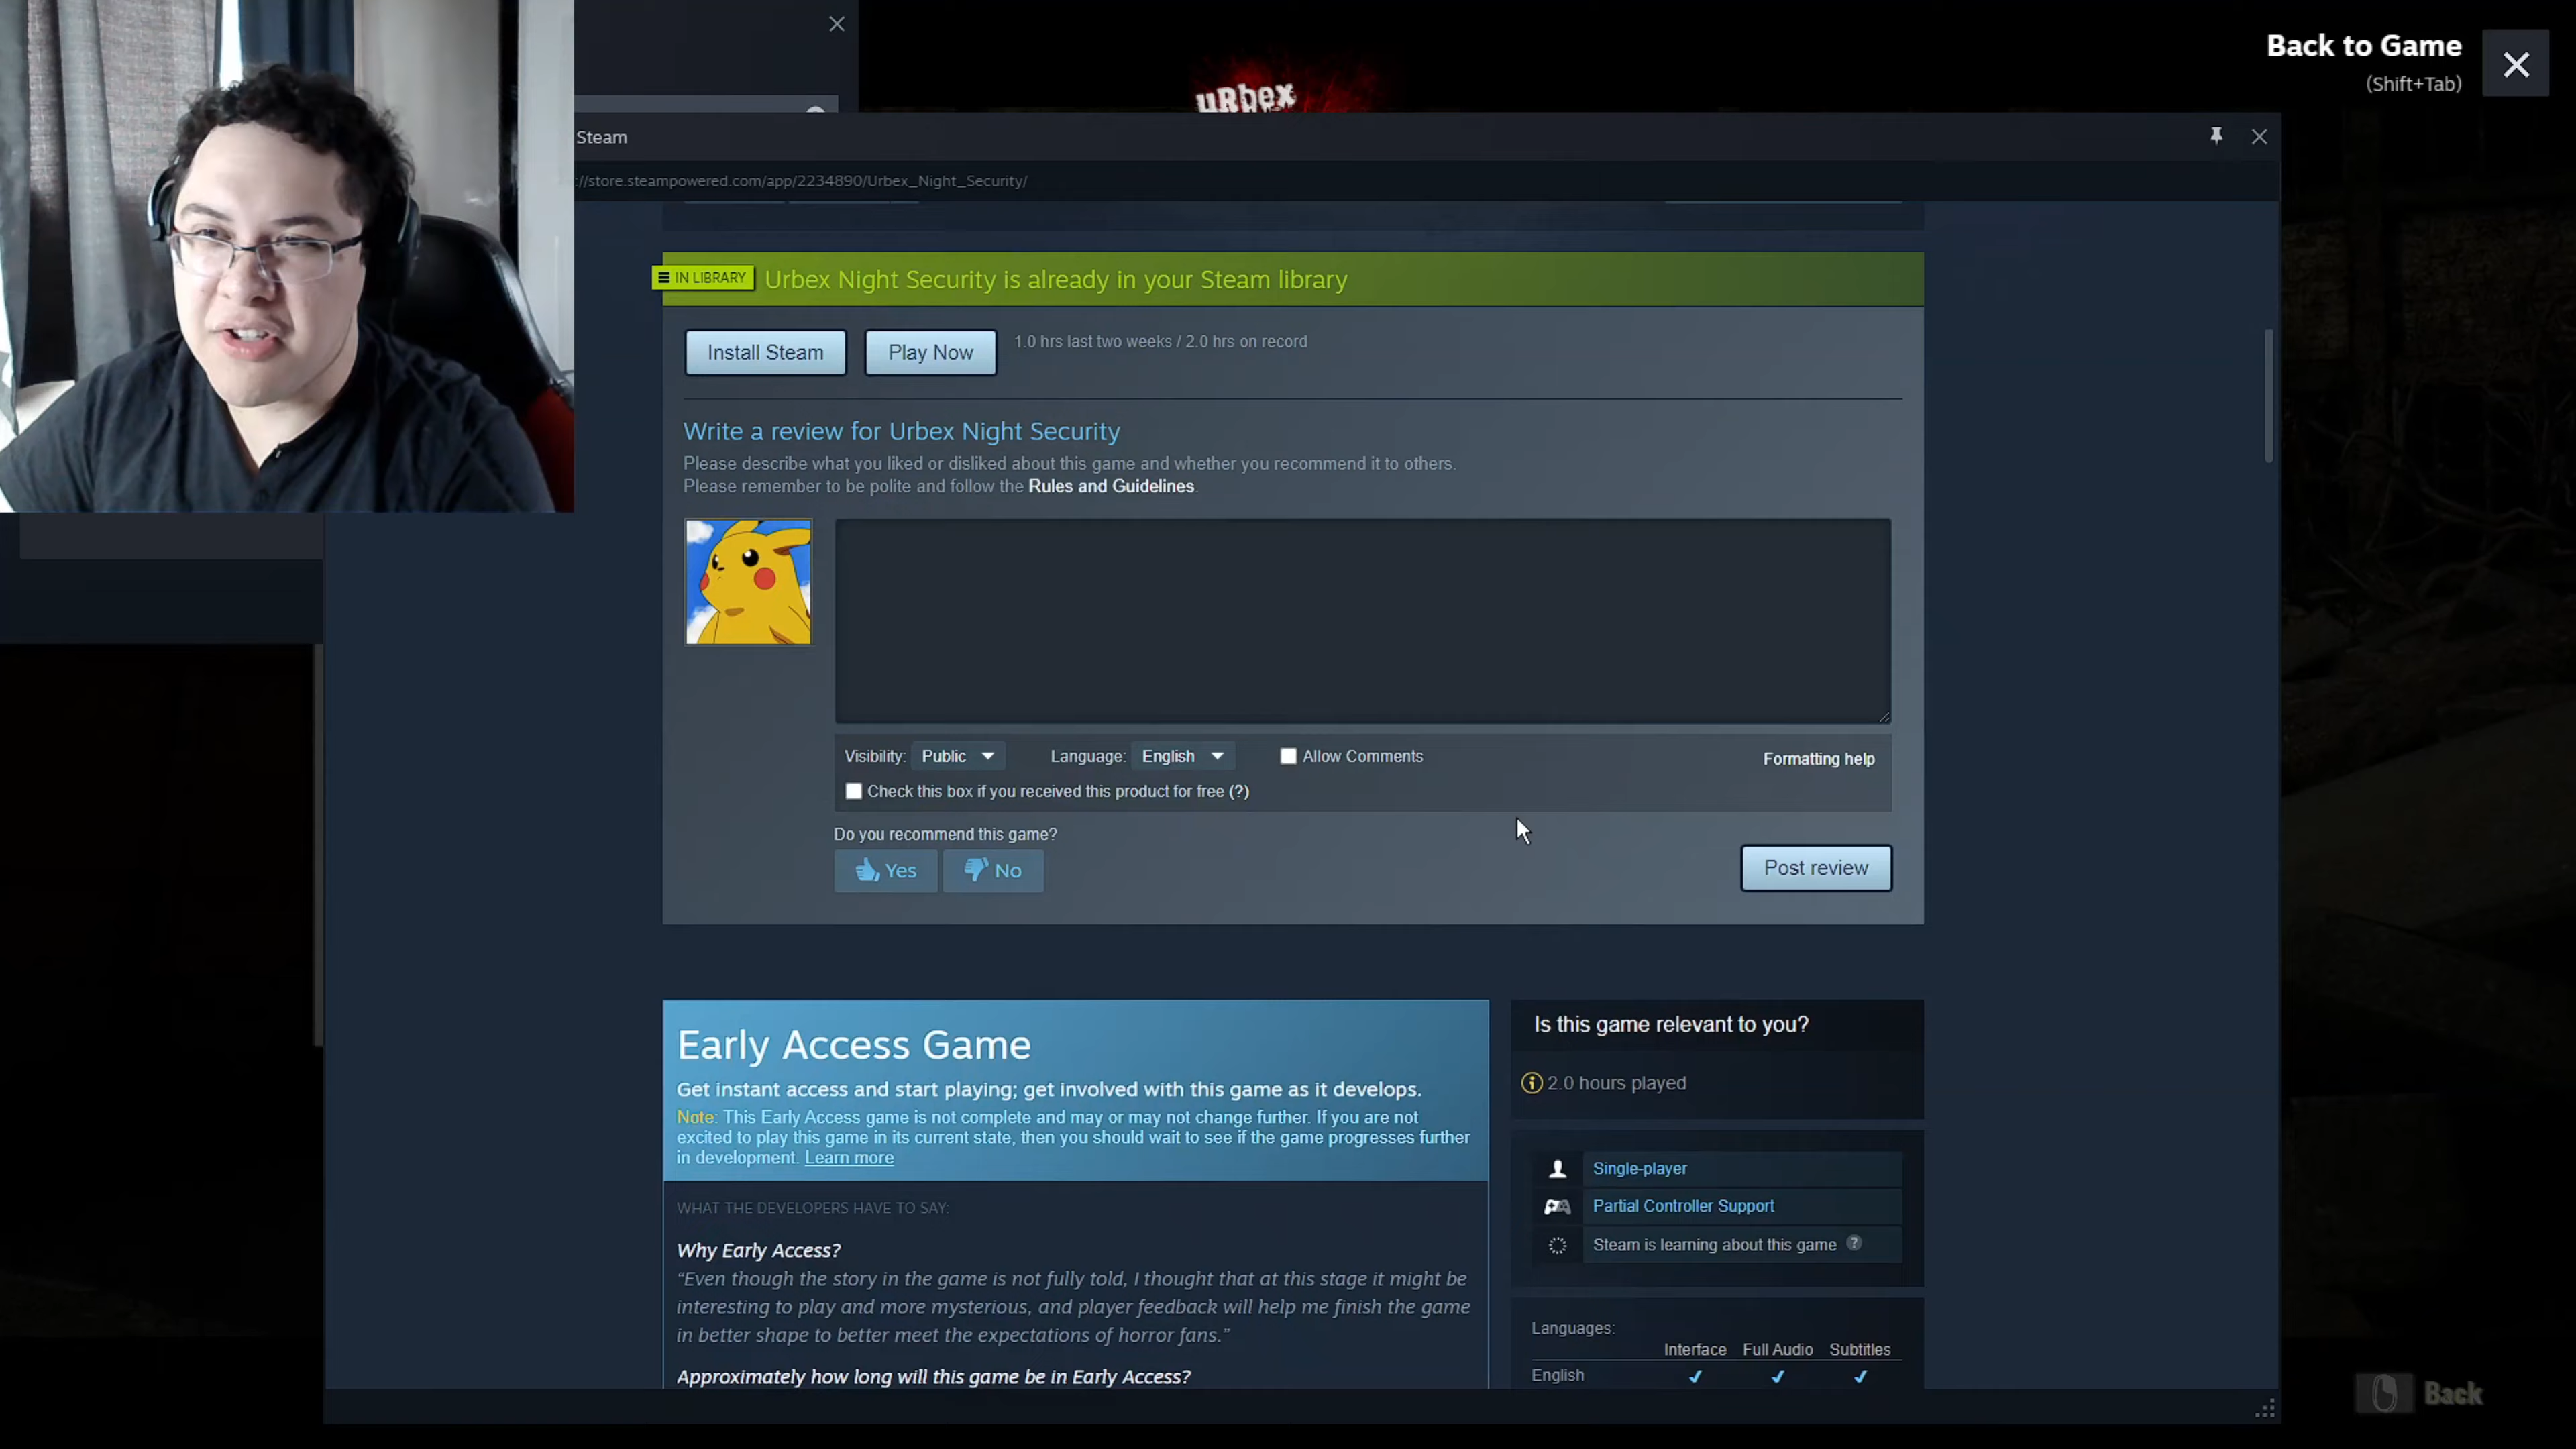 Back to Game
(Shift+Tab)
uRbex
Steam
://store.steampowered.com/app/2234890/Urbex_Night_Security/
IN LIBRARY
Urbex Night Security is already in your Steam library
Install Steam
Play Now
1.0 hrs last two weeks / 2.0 hrs on record
Write a review for Urbex Night Security
Please describe what you liked or disliked about this game and whether you recommend it to others.
Please remember to be polite and follow the Rules and Guidelines.
Visibility: Public
Language: English
Allow Comments
Formatting help
Check this box if you received this product for free (?)
Do you recommend this game?
Yes
No
Post review
Early Access Game
Get instant access and start playing; get involved with this game as it develops.
Note: This Early Access game is not complete and may or may not change further. If you are not
excited to play this game in its current state, then you should wait to see if the game progresses further
in development. Learn more
WHAT THE DEVELOPERS HAVE TO SAY:
Why Early Access?
“Even though the story in the game is not fully told, I thought that at this stage it might be
interesting to play and more mysterious, and player feedback will help me finish the game
in better shape to better meet the expectations of horror fans.”
Approximately how long will this game be in Early Access?
Is this game relevant to you?
2.0 hours played
Single-player
Partial Controller Support
Steam is learning about this game ?
Languages:
Interface Full Audio Subtitles
English ✔ ✔ ✔
Back